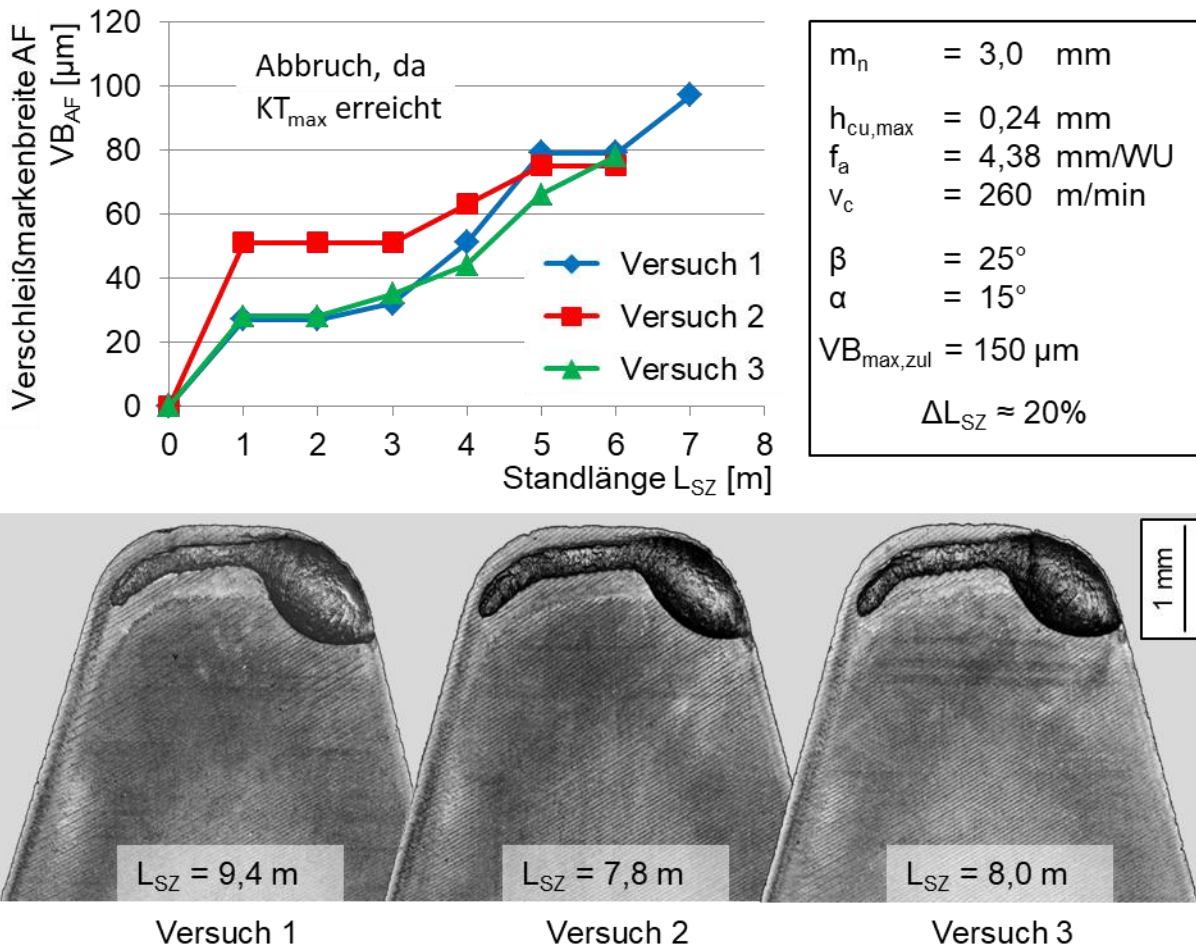 Verschleißmarkenbreite AF
VB_AF [µm]
120
100
80
60
40
20
0
Abbruch, da
KT_max erreicht
Versuch 1
Versuch 2
Versuch 3
0 1 2 3 4 5 6 7 8
Standlänge L_SZ [m]
m_n = 3,0 mm
h_cu,max = 0,24 mm
f_a = 4,38 mm/WU
v_c = 260 m/min
β = 25°
α = 15°
VB_max,zul = 150 µm
ΔL_SZ ≈ 20%
1 mm
L_SZ = 9,4 m
L_SZ = 7,8 m
L_SZ = 8,0 m
Versuch 1
Versuch 2
Versuch 3